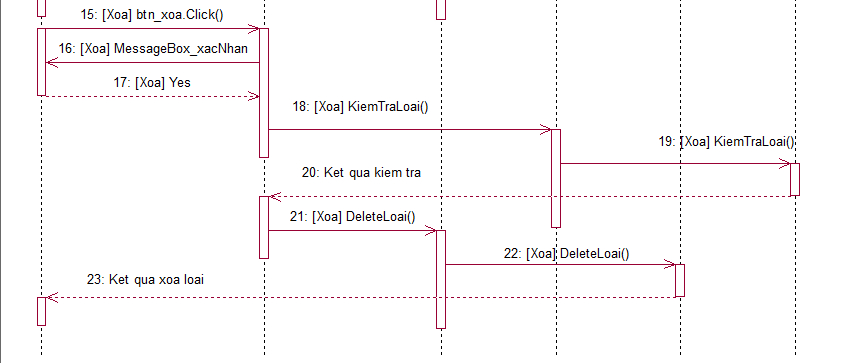 15: [Xoa] btn_xoa.Click()
16: [Xoa] MessageBox_xacNhan
17: [Xoa] Yes
18: [Xoa] KiemTraLoai()
19: [Xoa] KiemTraLoai()
20: Ket qua kiem tra
21: [Xoa] DeleteLoai()
22: [Xoa] DeleteLoai()
23: Ket qua xoa loai